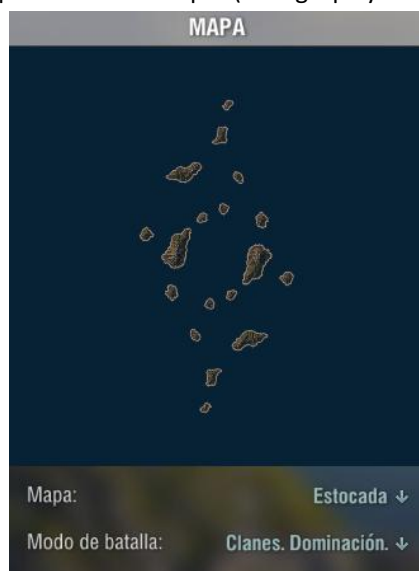 MAPA
Mapa: Estocada ↓
Modo de batalla: Clanes. Dominación. ↓